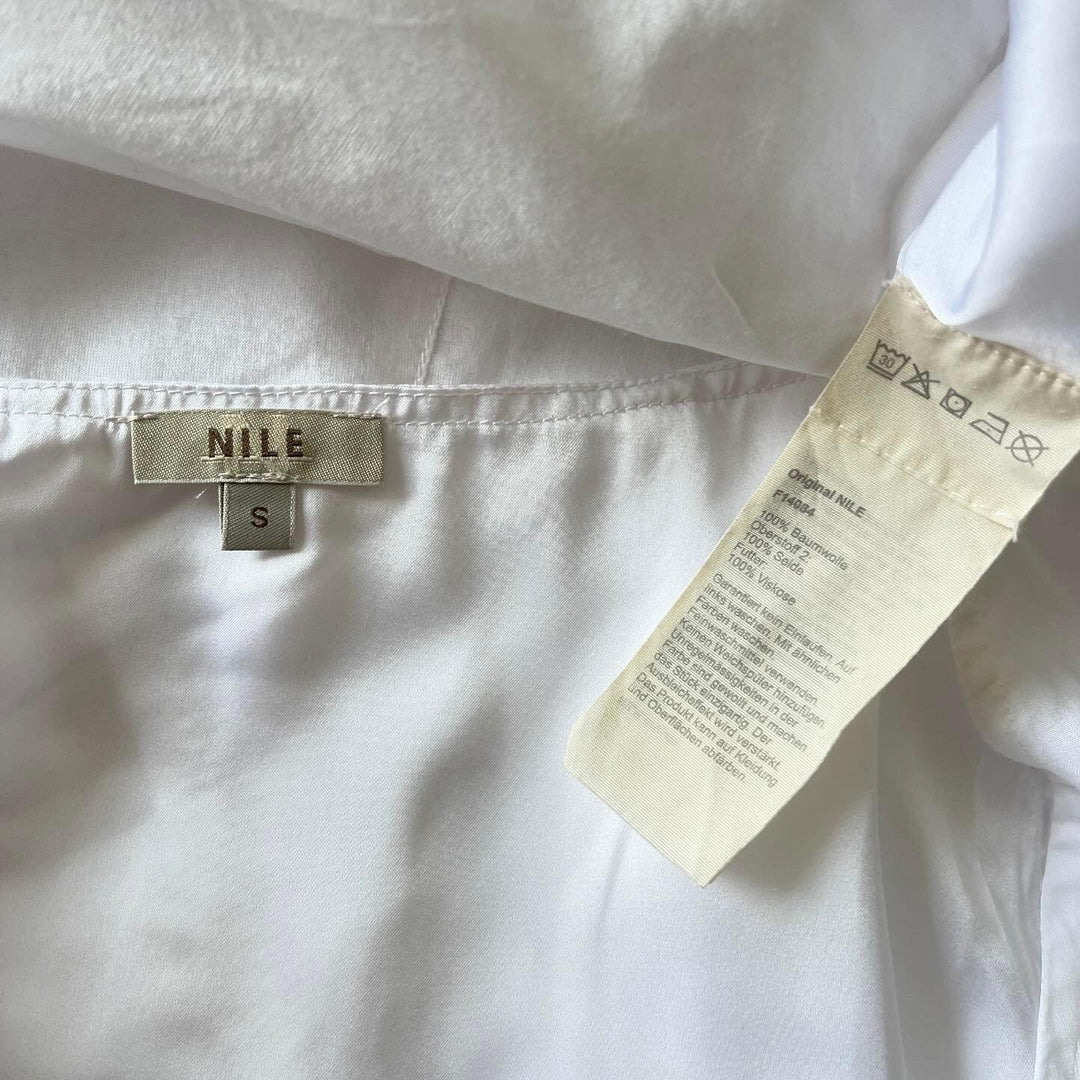 NILE
S
30
Original NILE
F14084
100% Baumwolle
Oberstoff 2:
100% Seide
Futter:
100% Viskose
Garantiert kein Einlaufen. Auf
links waschen. Mit ähnlichen
Farben waschen.
Feinwaschmittel verwenden.
Keinen Weichspüler hinzufügen.
Unregelmässigkeiten in der
Farbe sind gewollt und machen
das Stück einzigartig. Der
Ausbleicheffekt wird verstärkt.
Das Produkt kann auf Kleidung
und Oberflächen abfärben.